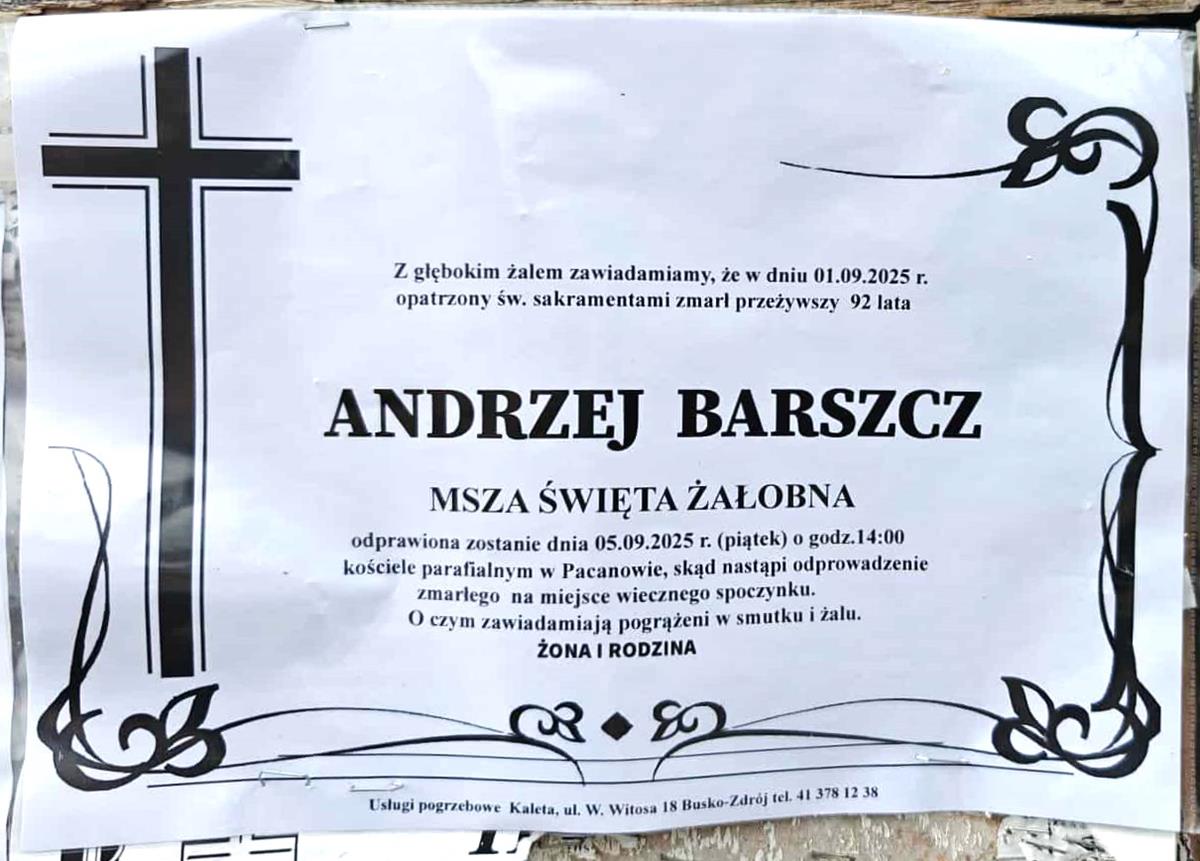 Z głębokim żalem zawiadamiamy, że w dniu 01.09.2025 r.
opatrzony św. sakramentami zmarł przeżywszy 92 lata
ANDRZEJ BARSZCZ
MSZA ŚWIĘTA ŻAŁOBNA
odprawiona zostanie dnia 05.09.2025 r. (piątek) o godz.14:00
kościele parafialnym w Pacanowie, skąd nastąpi odprowadzenie
zmarłego na miejsce wiecznego spoczynku.
O czym zawiadamiają pogrążeni w smutku i żalu.
ŻONA I RODZINA
Usługi pogrzebowe Kaleta, ul. W. Witosa 18 Busko-Zdrój tel. 41 378 12 38